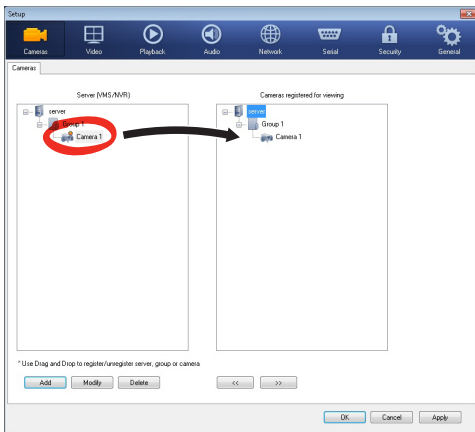 Setup
Cameras Video Playback Audio Network Serial Security General
Cameras
Server (VMS/NVR) Cameras registered for viewing
server server
Group 1 Group 1
Camera 1 Camera 1
* Use Drag and Drop to register/unregister server, group or camera
Add Modify Delete << >>
OK Cancel Apply